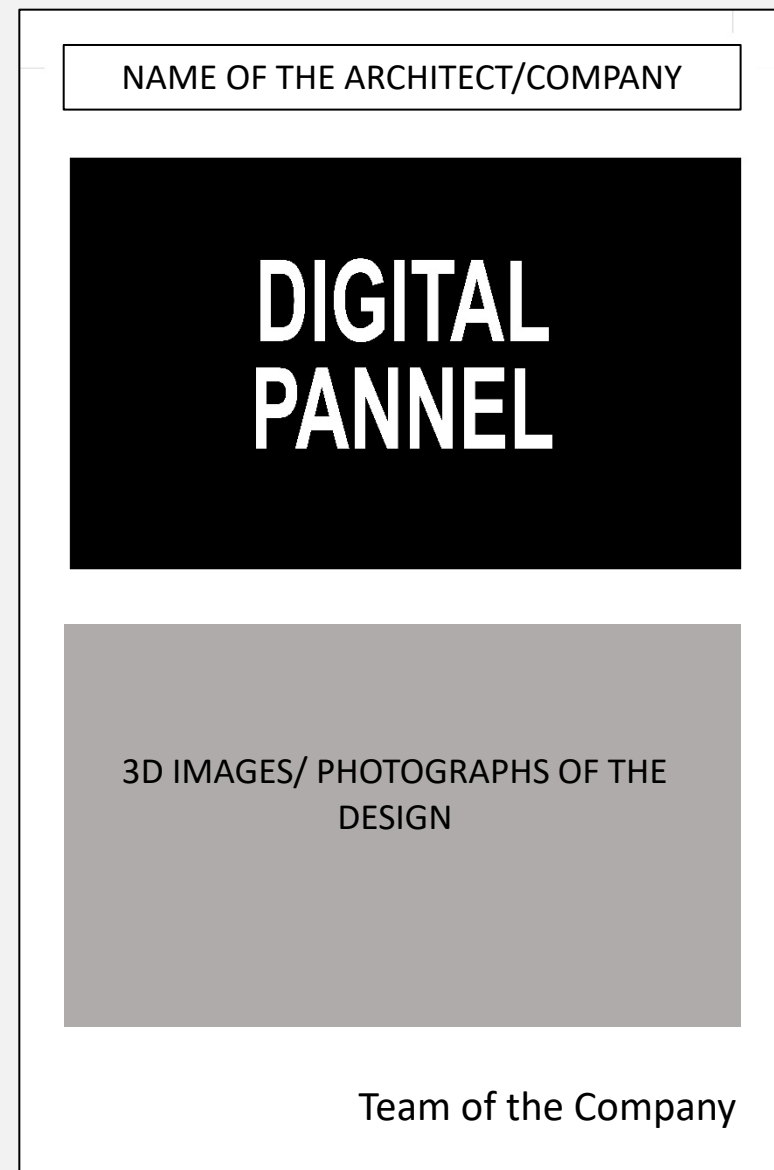 NAME OF THE ARCHITECT/COMPANY
DIGITAL
PANNEL
3D IMAGES/ PHOTOGRAPHS OF THE
DESIGN
Team of the Company